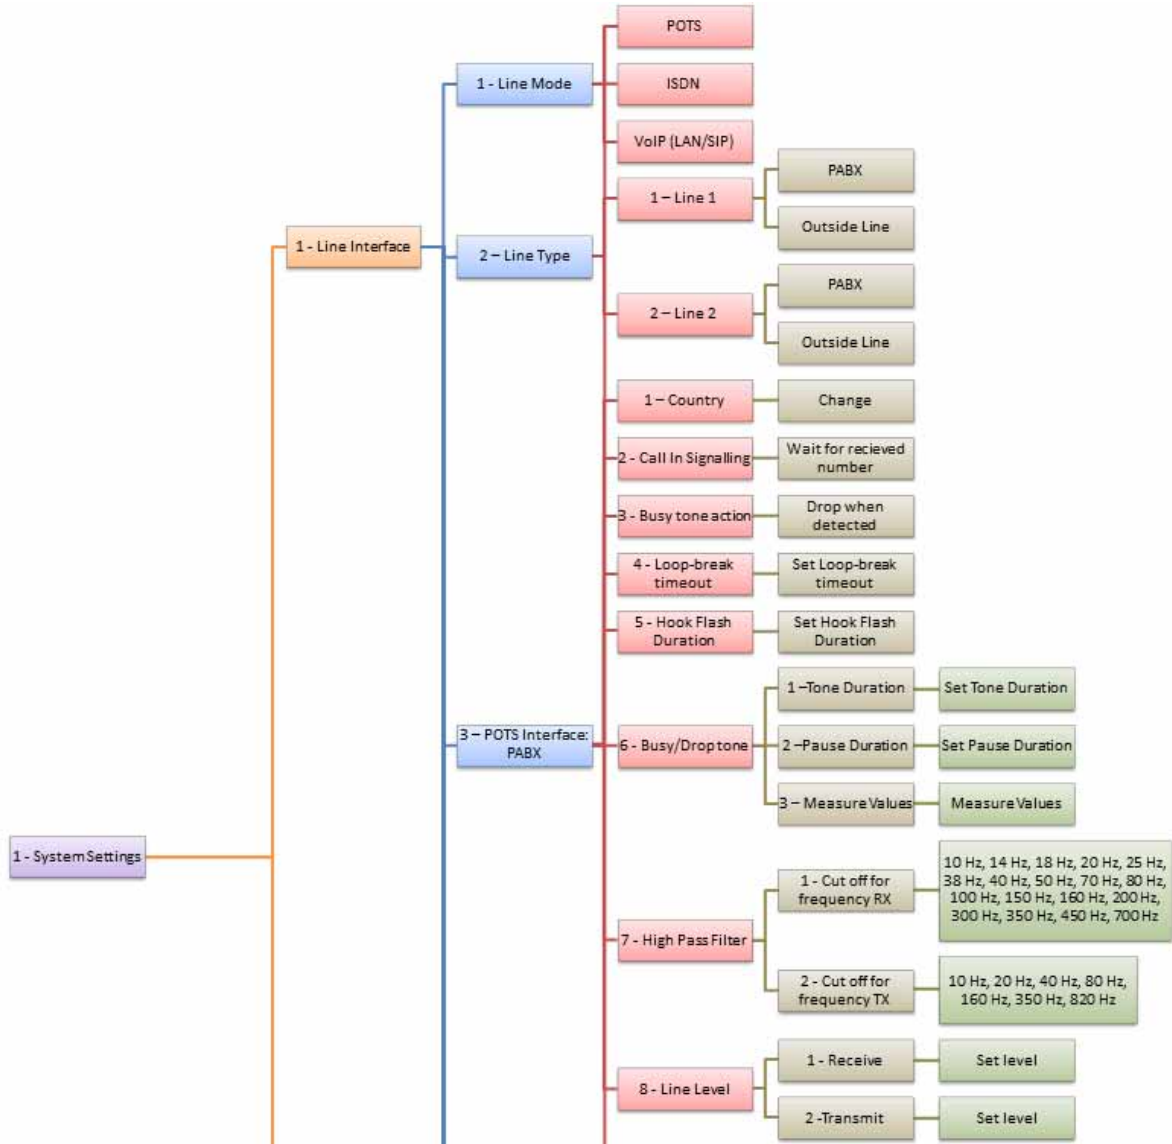 POTS
1 - Line Mode
ISDN
VoIP (LAN/SIP)
1 – Line 1
PABX
Outside Line
1 - Line Interface
2 – Line Type
2 – Line 2
PABX
Outside Line
1 – Country
Change
2 - Call In Signalling
Wait for recieved
number
3 - Busy tone action
Drop when
detected
4 - Loop-break
timeout
Set Loop-break
timeout
5 - Hook Flash
Duration
Set Hook Flash
Duration
3 – POTS Interface:
PABX
6 - Busy/Drop tone
1 –Tone Duration
Set Tone Duration
2 –Pause Duration
Set Pause Duration
3 – Measure Values
Measure Values
1 - System Settings
7 - High Pass Filter
1 - Cut off for
frequency RX
10 Hz, 14 Hz, 18 Hz, 20 Hz, 25 Hz,
38 Hz, 40 Hz, 50 Hz, 70 Hz, 80 Hz,
100 Hz, 150 Hz, 160 Hz, 200 Hz,
300 Hz, 350 Hz, 450 Hz, 700 Hz
2 - Cut off for
frequency TX
10 Hz, 20 Hz, 40 Hz, 80 Hz,
160 Hz, 350 Hz, 820 Hz
8 - Line Level
1 - Receive
Set level
2 -Transmit
Set level